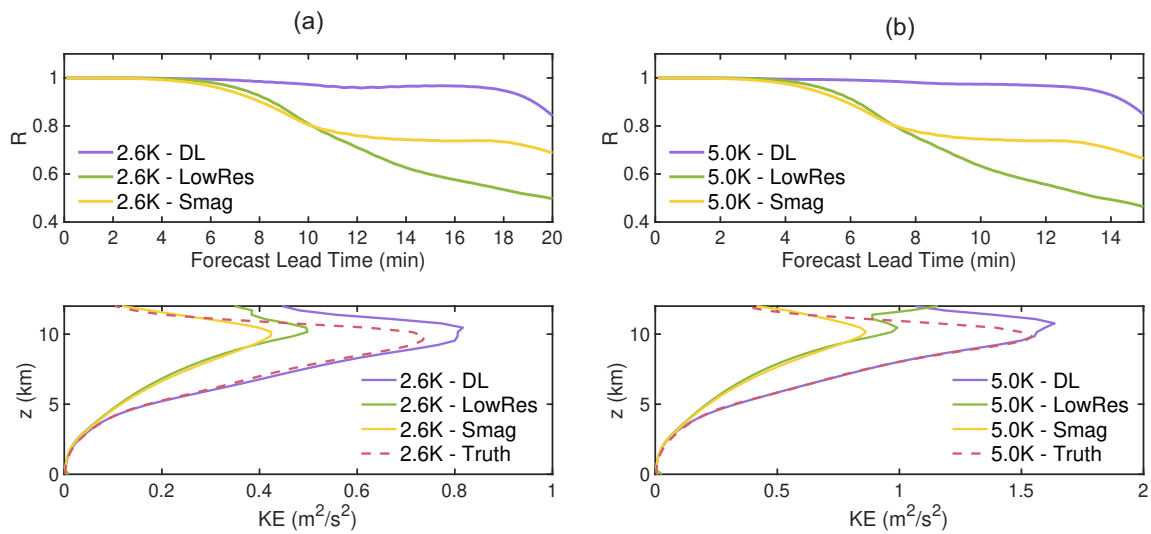 (a)
(b)
1
0.8
0.6
0.4
R
2.6K - DL
2.6K - LowRes
2.6K - Smag
0 2 4 6 8 10 12 14 16 18 20
Forecast Lead Time (min)
1
0.8
0.6
0.4
R
5.0K - DL
5.0K - LowRes
5.0K - Smag
0 2 4 6 8 10 12 14
Forecast Lead Time (min)
10
5
0
z (km)
2.6K - DL
2.6K - LowRes
2.6K - Smag
2.6K - Truth
0 0.2 0.4 0.6 0.8 1
KE (m²/s²)
10
5
0
z (km)
5.0K - DL
5.0K - LowRes
5.0K - Smag
5.0K - Truth
0 0.5 1 1.5 2
KE (m²/s²)